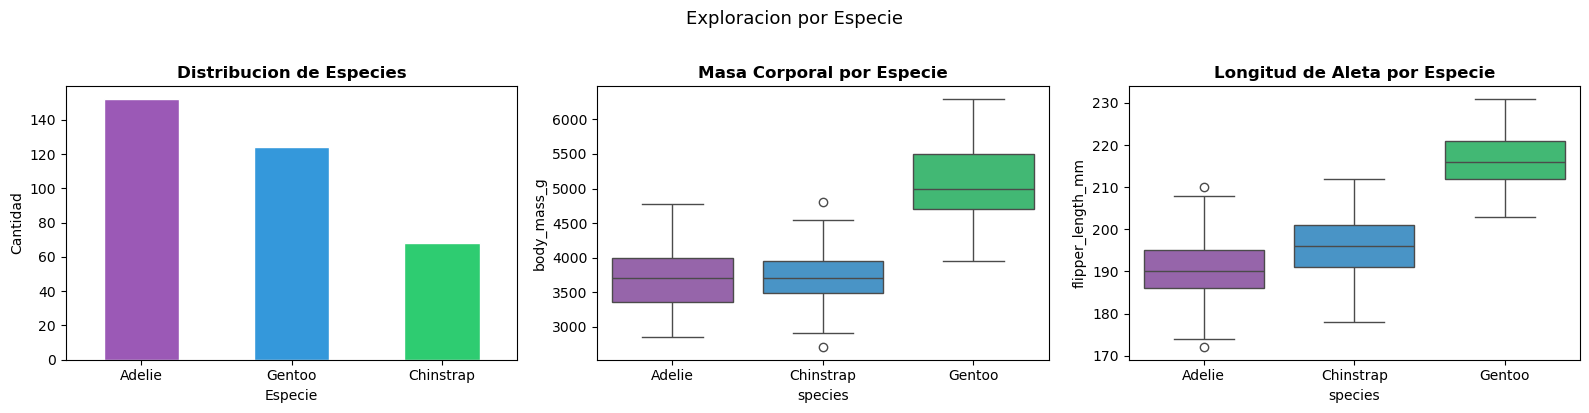 Exploracion por Especie
Distribucion de Especies
Cantidad
140
120
100
80
60
40
20
0
Adelie Gentoo Chinstrap
Especie
Masa Corporal por Especie
body_mass_g
6000
5500
5000
4500
4000
3500
3000
Adelie Chinstrap Gentoo
species
Longitud de Aleta por Especie
flipper_length_mm
230
220
210
200
190
180
170
Adelie Chinstrap Gentoo
species